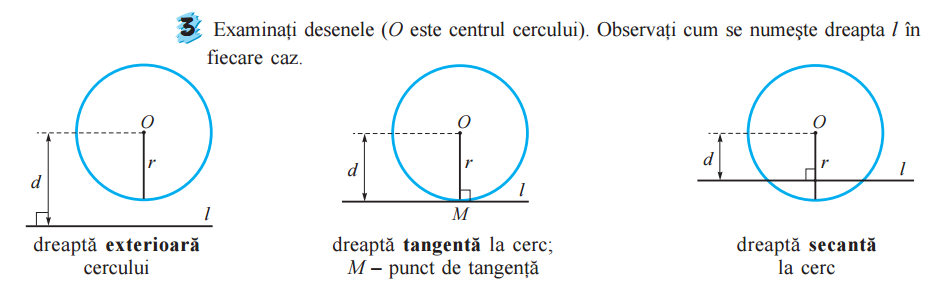 3 Examinați desenele (O este centrul cercului). Observați cum se numește dreapta l în
fiecare caz.
O
r
d
l
dreaptă exterioară
cercului
O
r
d
l
M
dreaptă tangentă la cerc;
M – punct de tangență
O
r
d
l
dreaptă secantă
la cerc